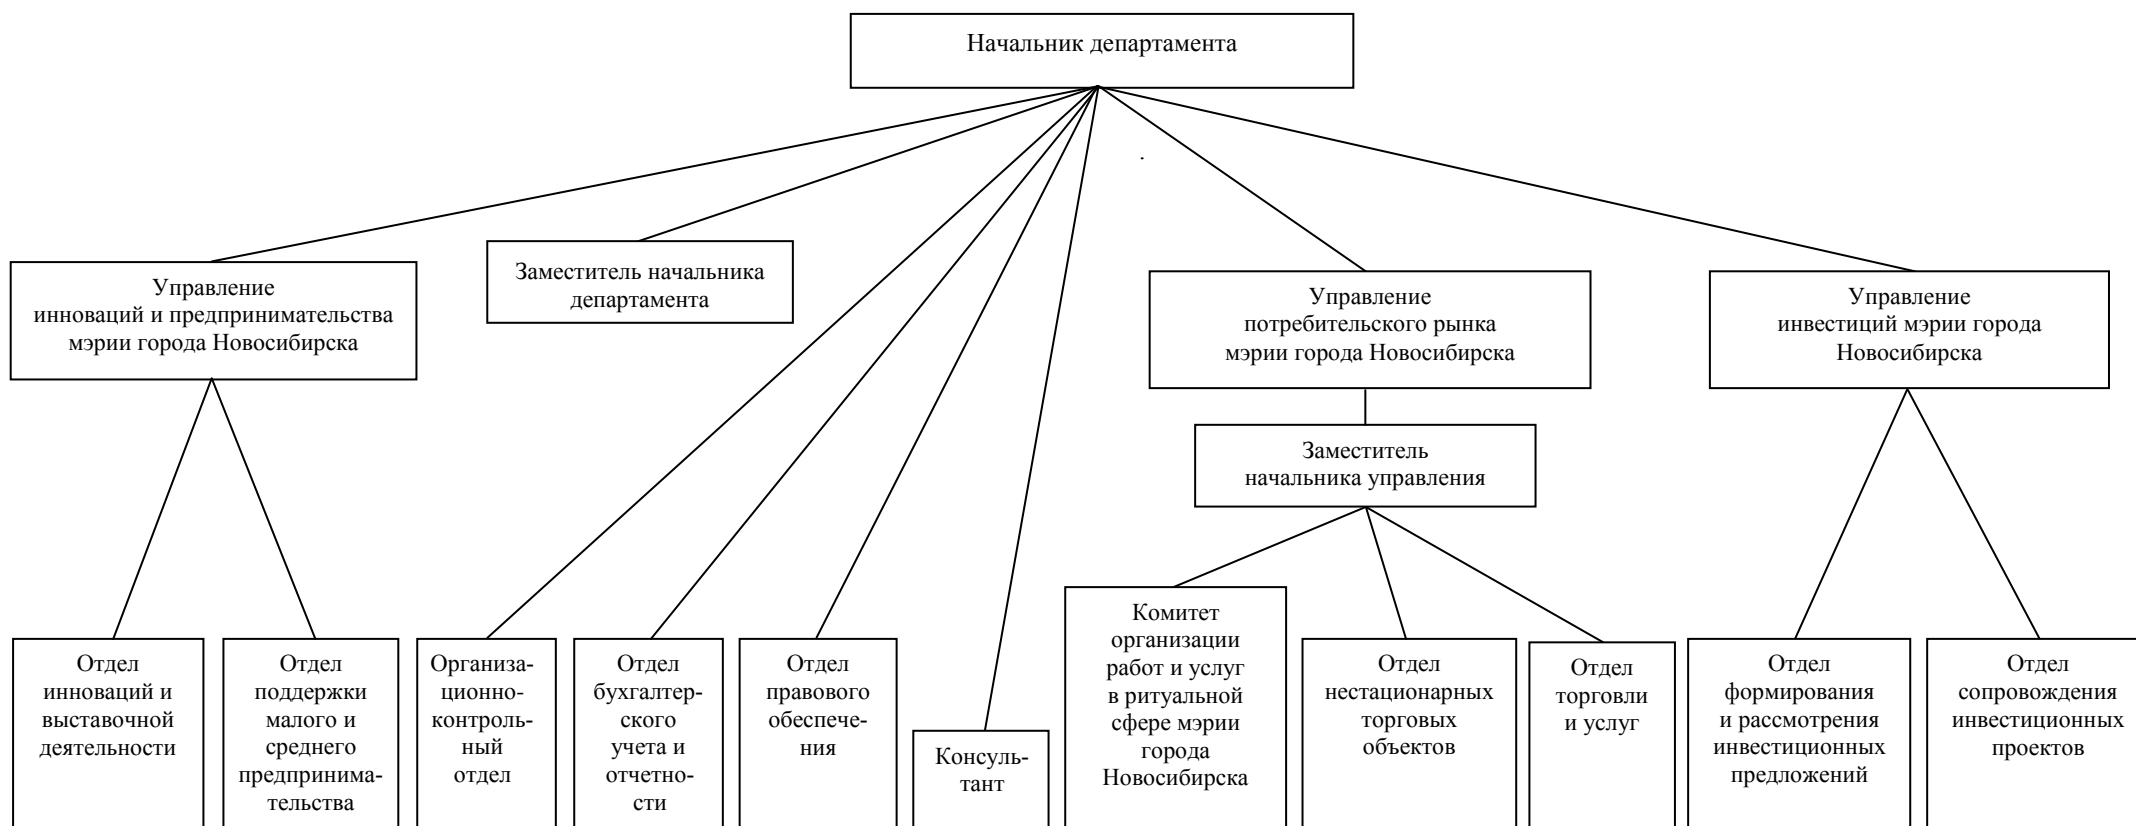 Начальник департамента
Управление
инноваций и предпринимательства
мэрии города Новосибирска
Заместитель начальника
департамента
Управление
потребительского рынка
мэрии города Новосибирска
Управление
инвестиций мэрии города
Новосибирска
Заместитель
начальника управления
Отдел
инноваций и
выставочной
деятельности
Отдел
поддержки
малого и
среднего
предпринима-
тельства
Организа-
ционно-
контроль-
ный
отдел
Отдел
бухгалтер-
ского
учета и
отчетно-
сти
Отдел
правового
обеспече-
ния
Консуль-
тант
Комитет
организации
работ и услуг
в ритуальной
сфере мэрии
города
Новосибирска
Отдел
нестационарных
торговых
объектов
Отдел
торговли
и услуг
Отдел
формирования
и рассмотрения
инвестиционных
предложений
Отдел
сопровождения
инвестиционных
проектов